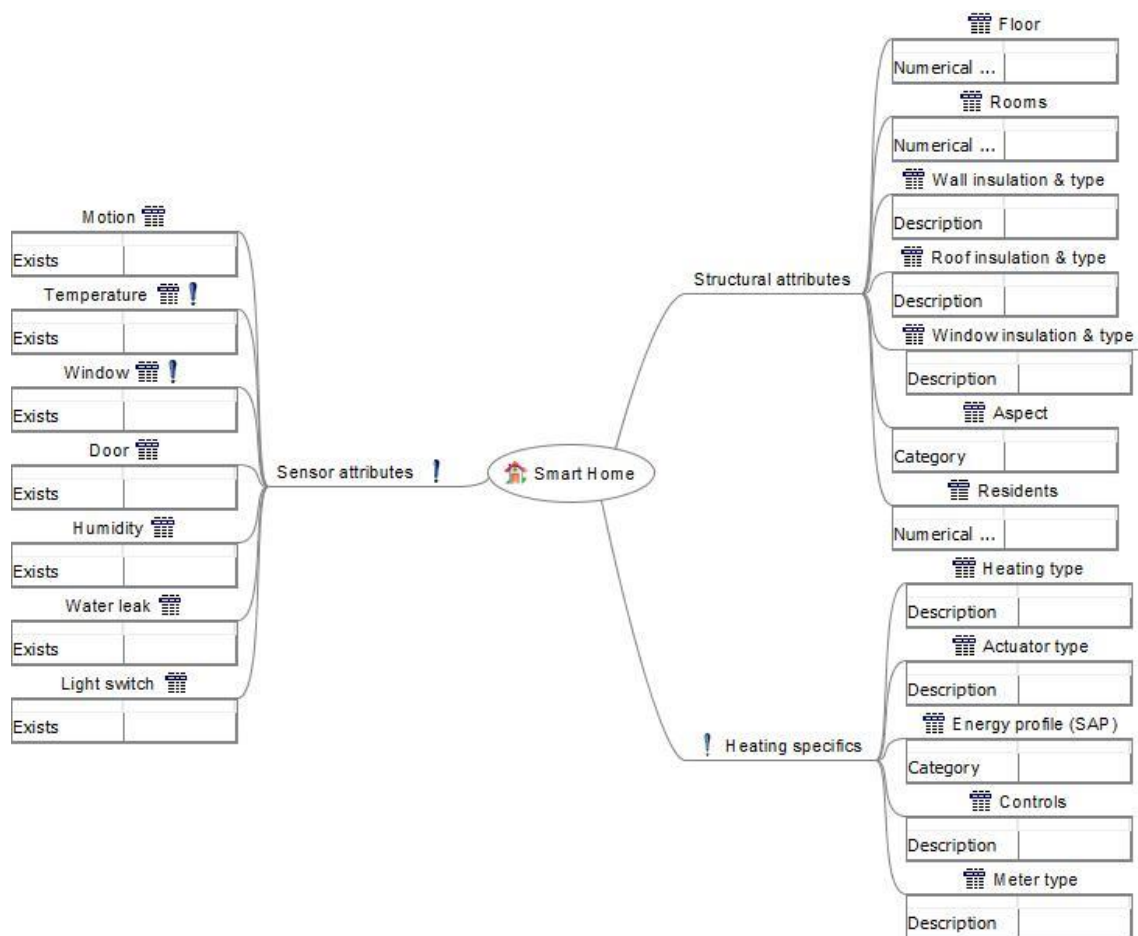 Motion
Exists
Temperature
Exists
Window
Exists
Door
Exists
Humidity
Exists
Water leak
Exists
Light switch
Exists
Sensor attributes
Smart Home
Structural attributes
Floor
Numerical ...
Rooms
Numerical ...
Wall insulation & type
Description
Roof insulation & type
Description
Window insulation & type
Description
Aspect
Category
Residents
Numerical ...
Heating specifics
Heating type
Description
Actuator type
Description
Energy profile (SAP)
Category
Controls
Description
Meter type
Description